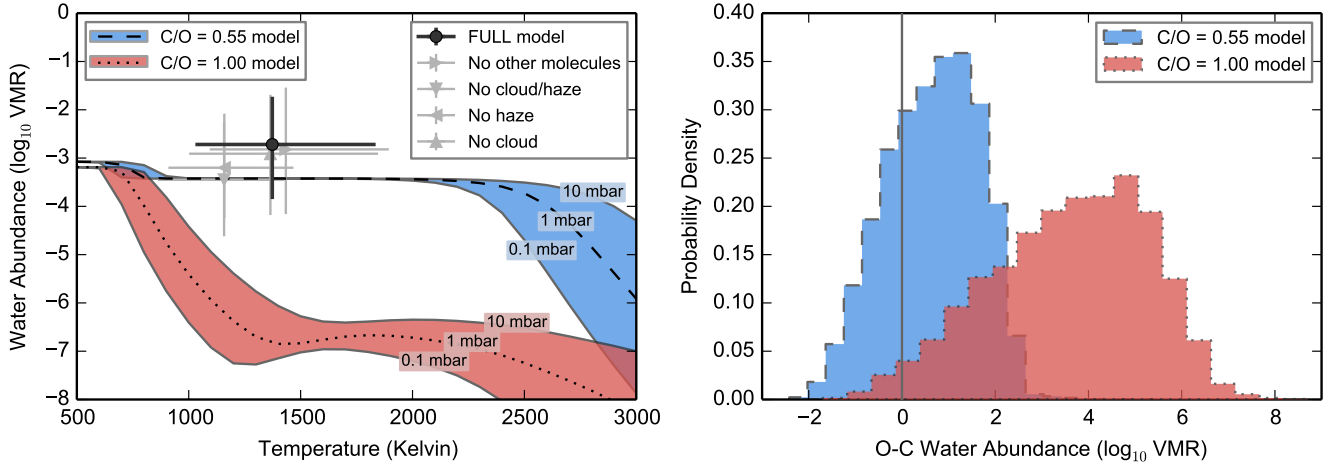 0
−1
−2
−3
−4
−5
−6
−7
−8
Water Abundance (log₁₀ VMR)
C/O = 0.55 model
C/O = 1.00 model
FULL model
No other molecules
No cloud/haze
No haze
No cloud
10 mbar
1 mbar
0.1 mbar
10 mbar
1 mbar
0.1 mbar
500 1000 1500 2000 2500 3000
Temperature (Kelvin)
0.40
0.35
0.30
0.25
0.20
0.15
0.10
0.05
0.00
Probability Density
C/O = 0.55 model
C/O = 1.00 model
−2 0 2 4 6 8
O-C Water Abundance (log₁₀ VMR)